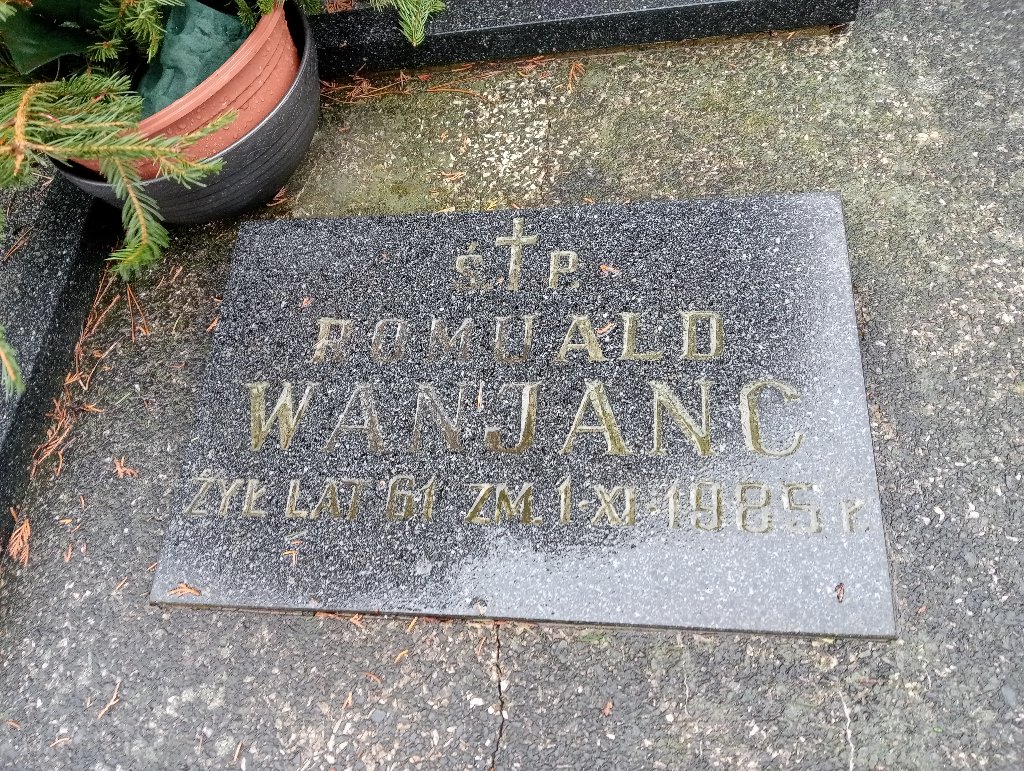 Ś. P.
ROMUALD
WANJANC
ŻYŁ LAT 61 ZM. 1·XI·1985 r.